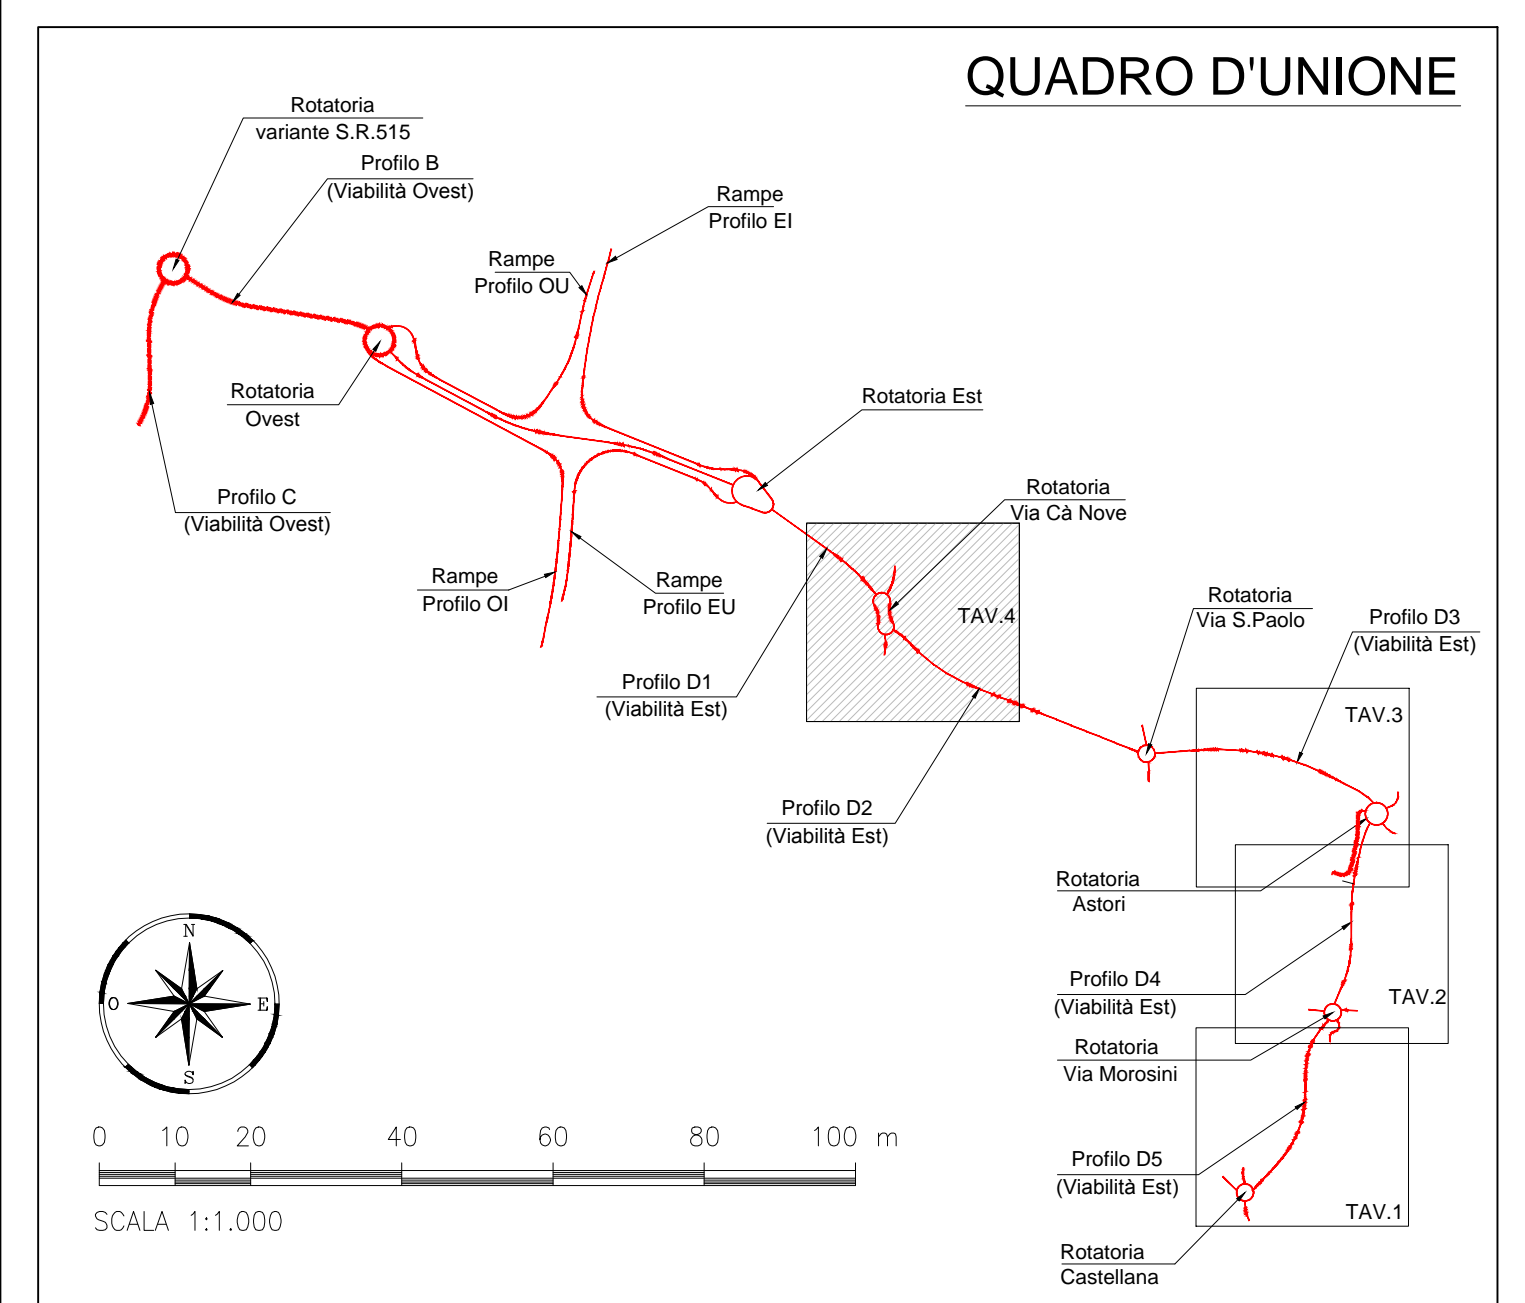 QUADRO D'UNIONE
Rotatoria
variante S.R.515
Profilo B
(Viabilità Ovest)
Rampe
Profilo EI
Rampe
Profilo OU
Rotatoria
Ovest
Rotatoria Est
Profilo C
(Viabilità Ovest)
Rotatoria
Via Cà Nove
Rampe
Profilo OI
Rampe
Profilo EU
TAV.4
Rotatoria
Via S.Paolo
Profilo D3
(Viabilità Est)
Profilo D1
(Viabilità Est)
TAV.3
Profilo D2
(Viabilità Est)
Rotatoria
Astori
N
O
E
S
Profilo D4
(Viabilità Est)
TAV.2
Rotatoria
Via Morosini
0 10 20 40 60 80 100 m
SCALA 1:1.000
Profilo D5
(Viabilità Est)
TAV.1
Rotatoria
Castellana